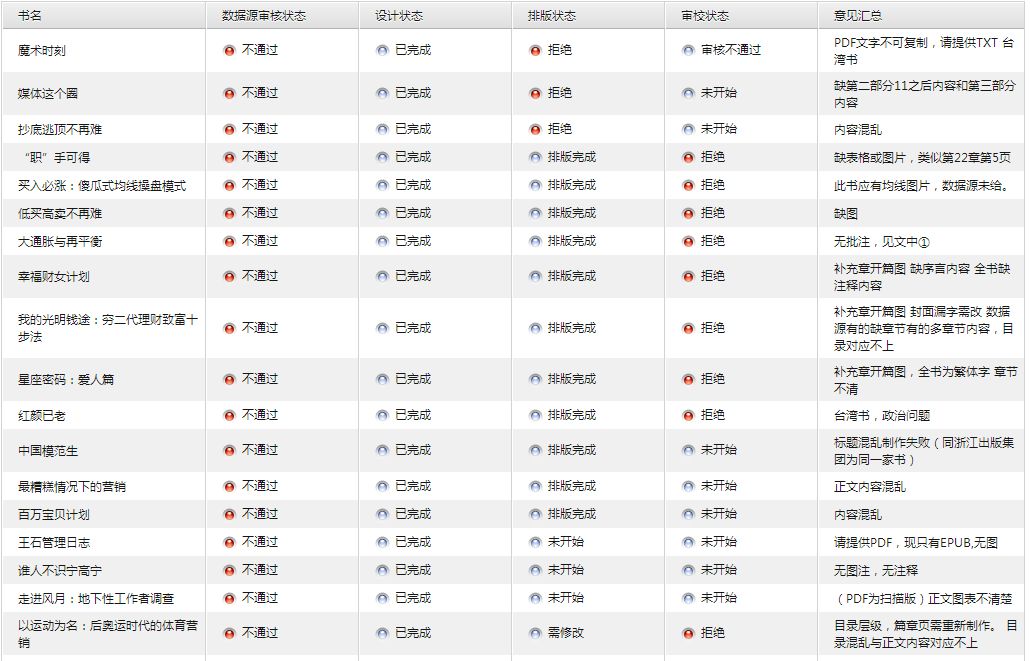 书名 数据源审核状态 设计状态 排版状态 审校状态 意见汇总
魔术时刻 不通过 已完成 拒绝 审核不通过 PDF文字不可复制，请提供TXT 台
湾书
媒体这个圈 不通过 已完成 拒绝 未开始 缺第二部分11之后内容和第三部分
内容
抄底逃顶不再难 不通过 已完成 拒绝 未开始 内容混乱
“职”手可得 不通过 已完成 排版完成 拒绝 缺表格或图片，类似第22章第5页
买入必涨：傻瓜式均线操盘模式 不通过 已完成 排版完成 拒绝 此书应有均线图片，数据源未给。
低买高卖不再难 不通过 已完成 排版完成 拒绝 缺图
大通胀与再平衡 不通过 已完成 排版完成 拒绝 无批注，见文中①
幸福财女计划 不通过 已完成 排版完成 拒绝 补充章开篇图 缺序言内容 全书缺
注释内容
我的光明钱途：穷二代理财致富十
步法 不通过 已完成 排版完成 拒绝 补充章开篇图 封面漏字需改 数据
源有的缺章节有的多章节内容，目
录对应不上
星座密码：爱人篇 不通过 已完成 排版完成 拒绝 补充章开篇图，全书为繁体字 章节
不清
红颜已老 不通过 已完成 排版完成 拒绝 台湾书，政治问题
中国模范生 不通过 已完成 排版完成 未开始 标题混乱制作失败（同浙江出版集
团为同一家书）
最糟糕情况下的营销 不通过 已完成 排版完成 未开始 正文内容混乱
百万宝贝计划 不通过 已完成 排版完成 未开始 内容混乱
王石管理日志 不通过 已完成 未开始 未开始 请提供PDF，现只有EPUB,无图
谁人不识宁高宁 不通过 已完成 未开始 未开始 无图注，无注释
走进风月：地下性工作者调查 不通过 已完成 未开始 未开始 （PDF为扫描版）正文图表不清楚
以运动为名：后奥运时代的体育营
销 不通过 已完成 需修改 拒绝 目录层级，篇章页需重新制作。 目
录混乱与正文内容对应不上